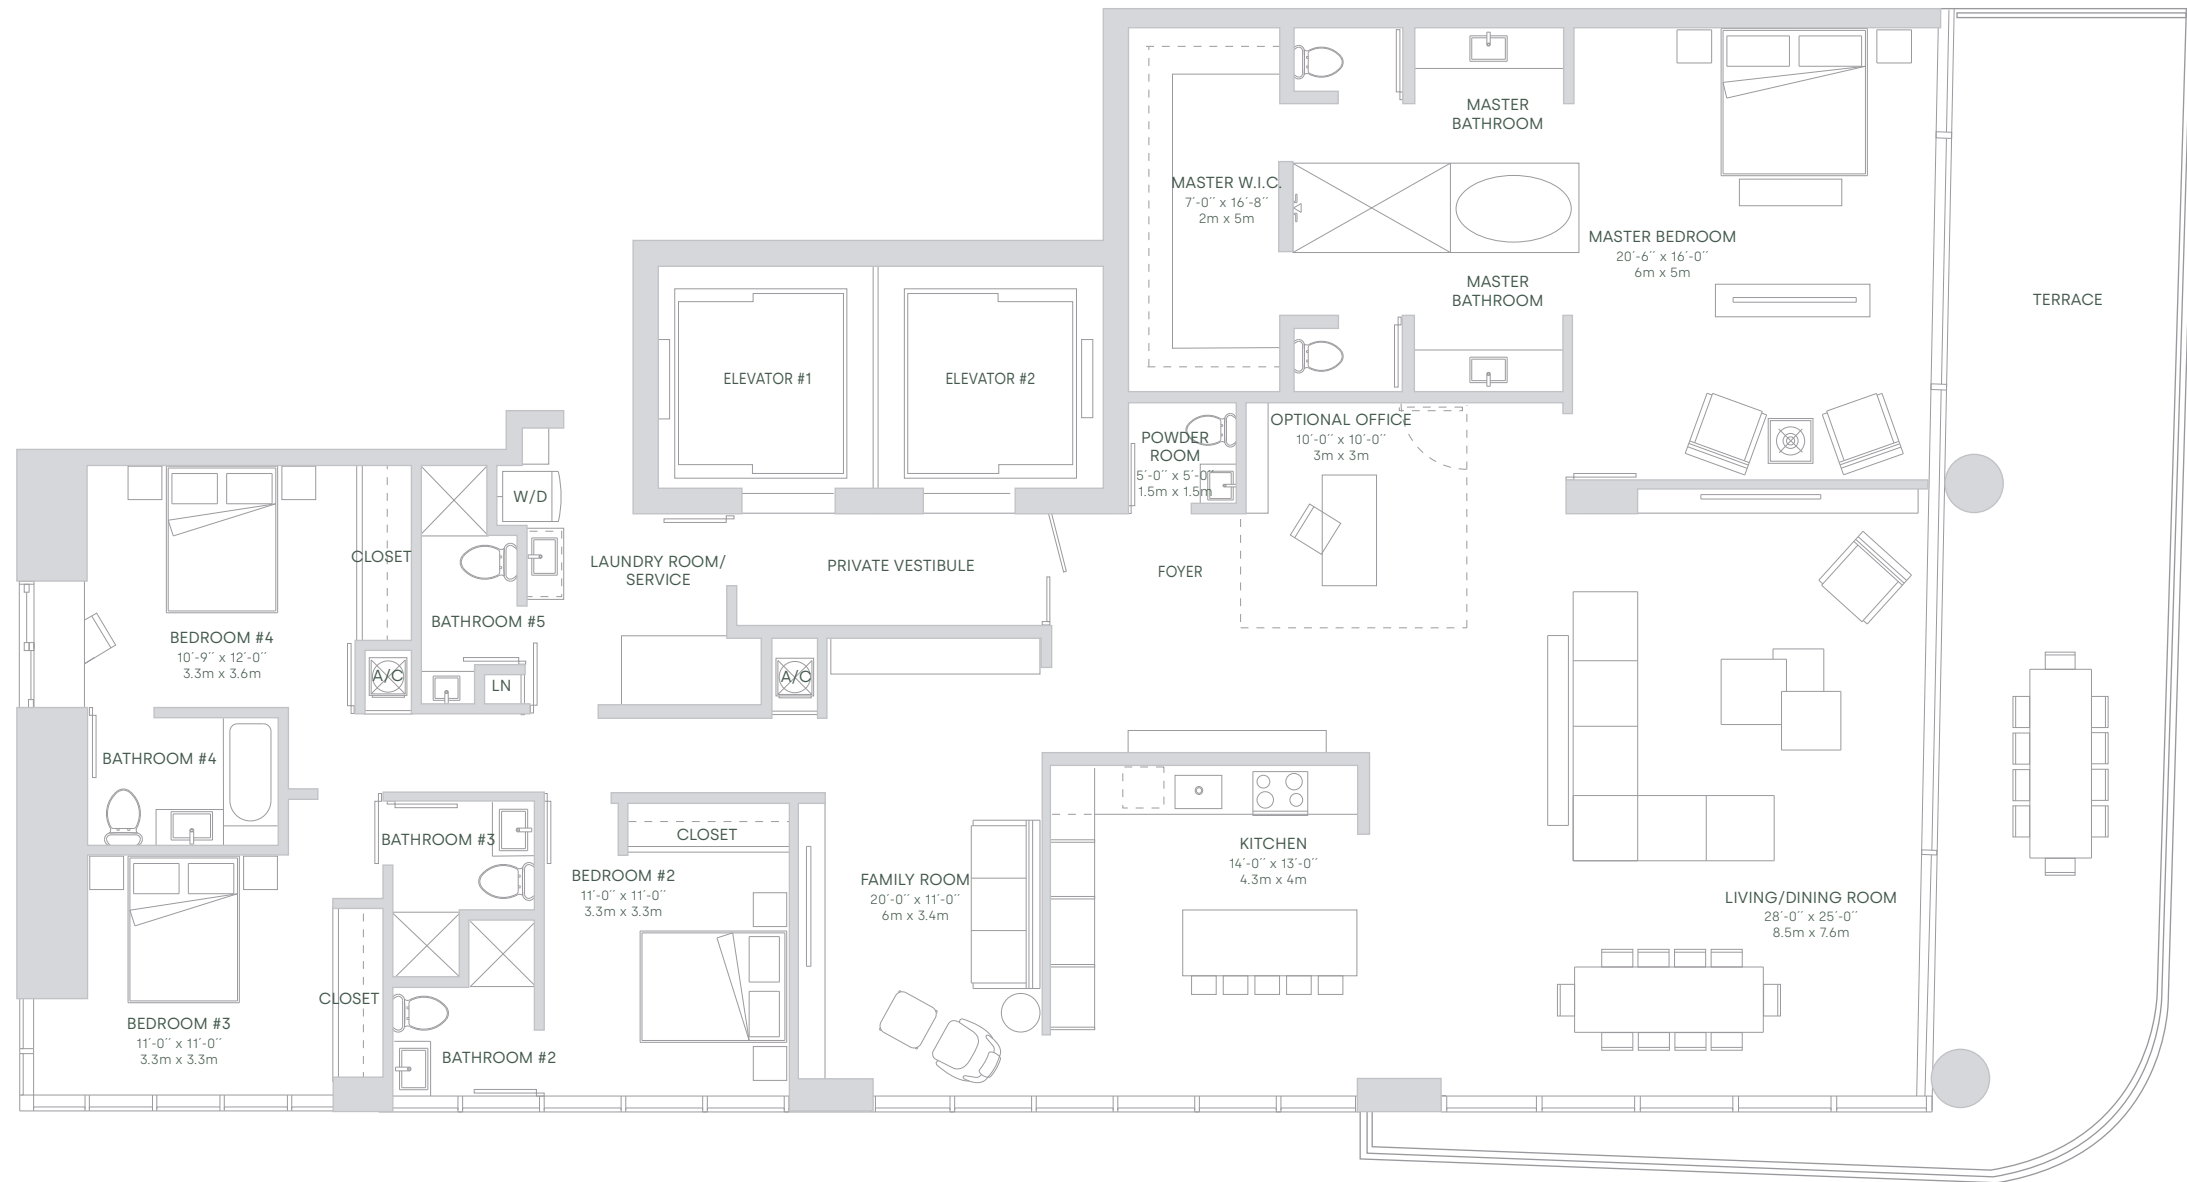 MASTER
BATHROOM
MASTER W.I.C.
7´-0´´ x 16´-8´´
2m x 5m
MASTER BEDROOM
20´-6´´ x 16´-0´´
6m x 5m
MASTER
BATHROOM
TERRACE
ELEVATOR #1
ELEVATOR #2
OPTIONAL OFFICE
10´-0´´ x 10´-0´´
3m x 3m
POWDER
ROOM
5´-0´´ x 5´-0´´
1.5m x 1.5m
W/D
CLOSET
LAUNDRY ROOM/
SERVICE
PRIVATE VESTIBULE
FOYER
BATHROOM #5
BEDROOM #4
10´-9´´ x 12´-0´´
3.3m x 3.6m
A/C
LN
A/C
BATHROOM #4
BATHROOM #3
CLOSET
KITCHEN
14´-0´´ x 13´-0´´
4.3m x 4m
BEDROOM #2
11´-0´´ x 11´-0´´
3.3m x 3.3m
FAMILY ROOM
20´-0´´ x 11´-0´´
6m x 3.4m
LIVING/DINING ROOM
28´-0´´ x 25´-0´´
8.5m x 7.6m
CLOSET
BEDROOM #3
11´-0´´ x 11´-0´´
3.3m x 3.3m
BATHROOM #2